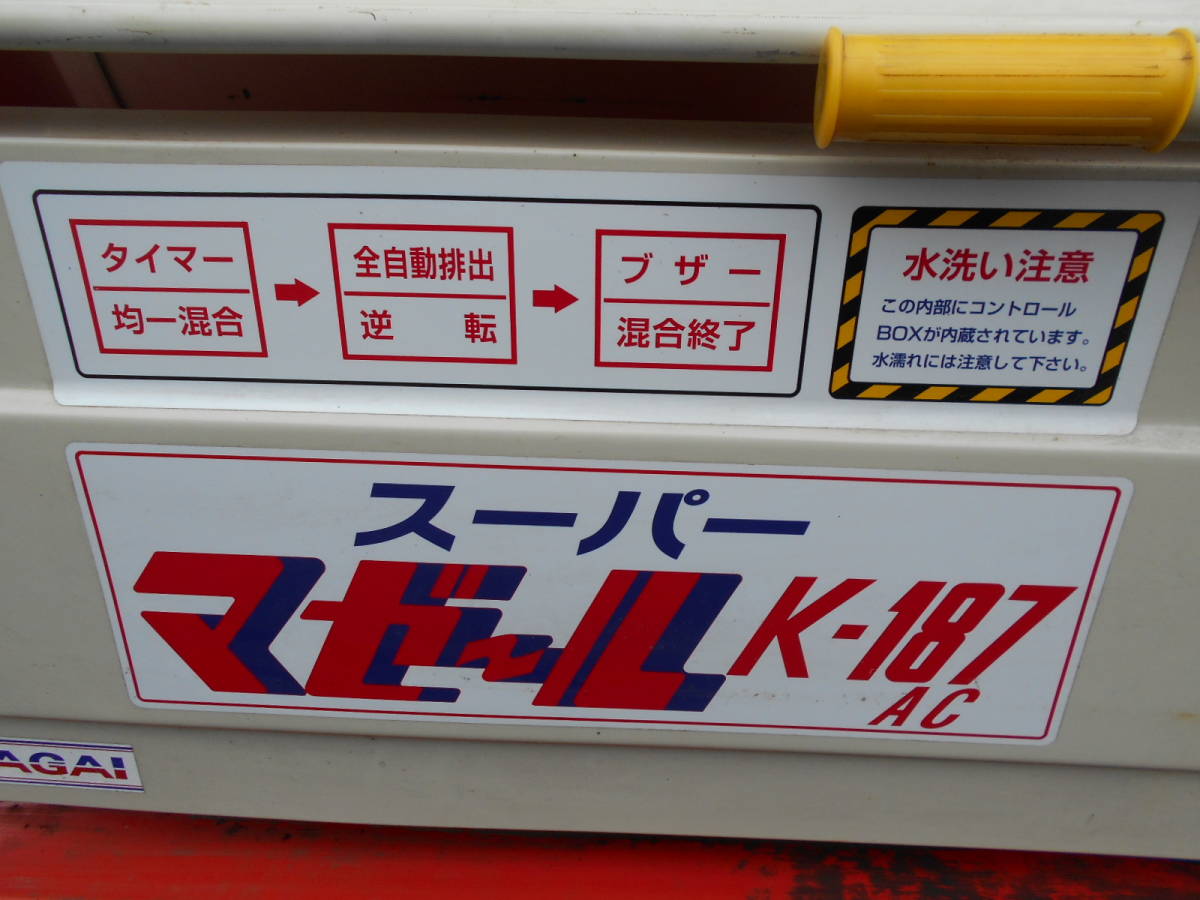 タイマー
均一混合
全自動排出
逆 転
ブザー
混合終了
水洗い注意
この内部にコントロール
BOXが内蔵されています。
水濡れには注意して下さい。
スーパー
マゼ〜ル K-187
AC
AGAI